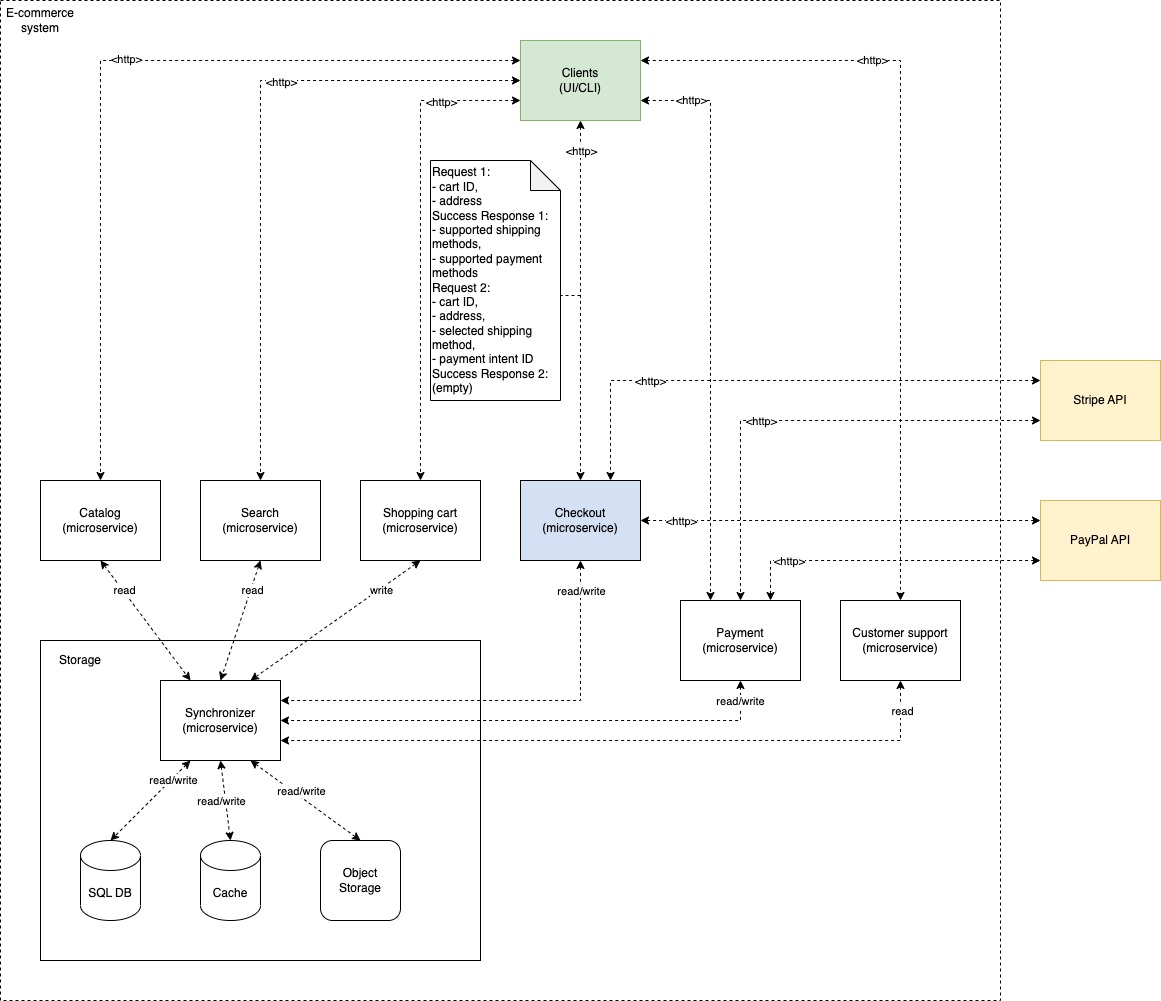 E-commerce
system
<http>
<http>
<http>
Clients
(UI/CLI)
<http>
<http>
<http>
Request 1:
- cart ID,
- address
Success Response 1:
- supported shipping
methods,
- supported payment
methods
Request 2:
- cart ID,
- address,
- selected shipping
method,
- payment intent ID
Success Response 2:
(empty)
<http>
Stripe API
<http>
Catalog
(microservice)
Search
(microservice)
Shopping cart
(microservice)
Checkout
(microservice)
<http>
PayPal API
<http>
read
read
write
read/write
Payment
(microservice)
Customer support
(microservice)
Storage
Synchronizer
(microservice)
read/write
read
read/write
read/write
read/write
SQL DB
Cache
Object
Storage